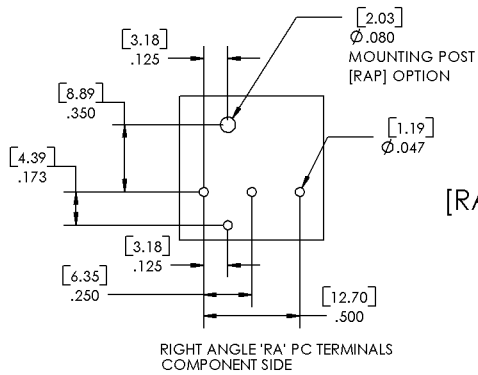 [2.03]
Ø.080
MOUNTING POST
[RAP] OPTION
[3.18]
.125
[8.89]
.350
[1.19]
Ø.047
[4.39]
.173
[RA
[3.18]
.125
[6.35]
.250
[12.70]
.500
RIGHT ANGLE 'RA' PC TERMINALS
COMPONENT SIDE